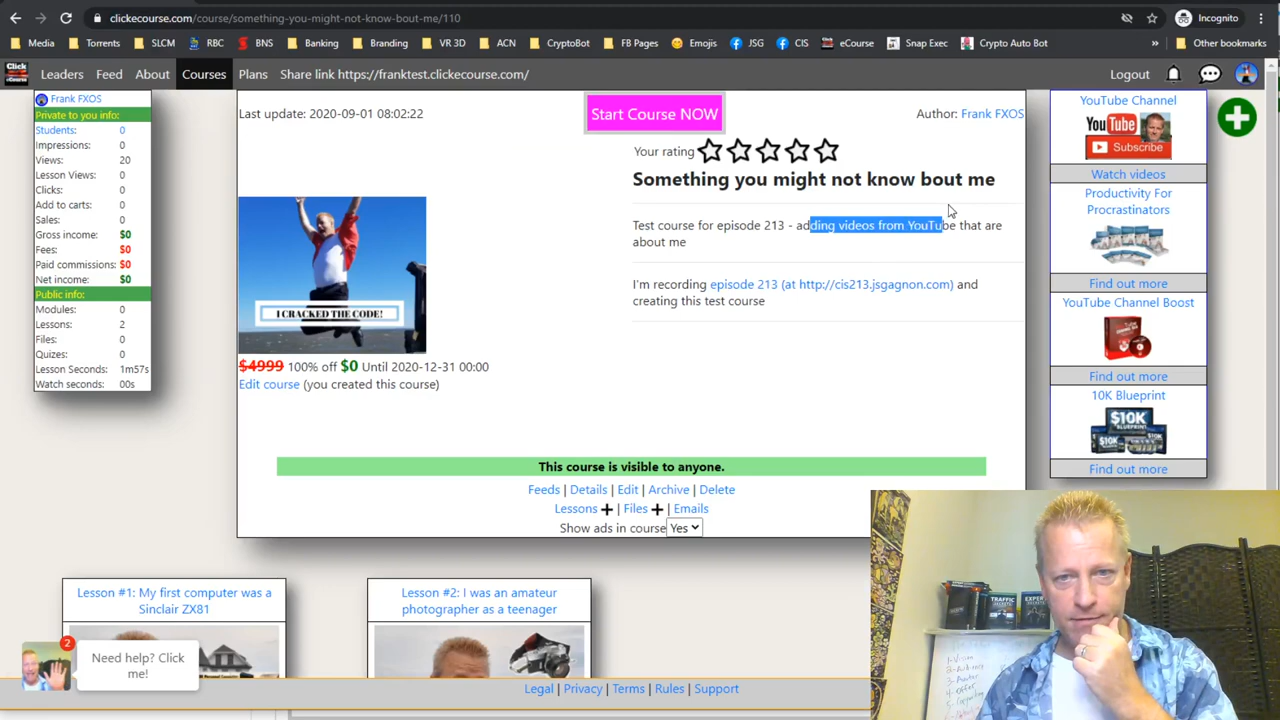 clickecourse.com/course/something-you-might-not-know-bout-me/110
Incognito
Media
Torrents
SLCM
RBC
BNS
Banking
Branding
VR 3D
ACN
CryptoBot
FB Pages
Emojis
JSG
CIS
eCourse
Snap Exec
Crypto Auto Bot
»
Other bookmarks
Click
Leaders
Feed
About
Courses
Plans
Share link https://franktest.clickecourse.com/
Logout
Frank FXOS
Private to you info:
Students: 0
Impressions: 0
Views: 20
Lesson Views: 0
Clicks: 0
Add to carts: 0
Sales: 0
Gross income: $0
Fees: $0
Paid commissions: $0
Net income: $0
Public info:
Modules: 0
Lessons: 2
Files: 0
Quizes: 0
Lesson Seconds: 1m57s
Watch seconds: 00s
Last update: 2020-09-01 08:02:22
Start Course NOW
Author: Frank FXOS
Your rating
Something you might not know bout me
Test course for episode 213 - adding videos from YouTube that are
about me
I'm recording episode 213 (at http://cis213.jsgagnon.com) and
creating this test course
I CRACKED THE CODE!
$4999 100% off $0 Until 2020-12-31 00:00
Edit course (you created this course)
This course is visible to anyone.
Feeds | Details | Edit | Archive | Delete
Lessons + | Files + | Emails
Show ads in course Yes
YouTube Channel
YouTube
Subscribe
Watch videos
Productivity For
Procrastinators
Find out more
YouTube Channel Boost
Find out more
10K Blueprint
$10K
BLUEPRINT
Find out more
Lesson #1: My first computer was a
Sinclair ZX81
Lesson #2: I was an amateur
photographer as a teenager
2
Need help? Click
me!
Legal | Privacy | Terms | Rules | Support
TRAFFIC
SECRETS
EXPERT
SECRETS
1-Vision